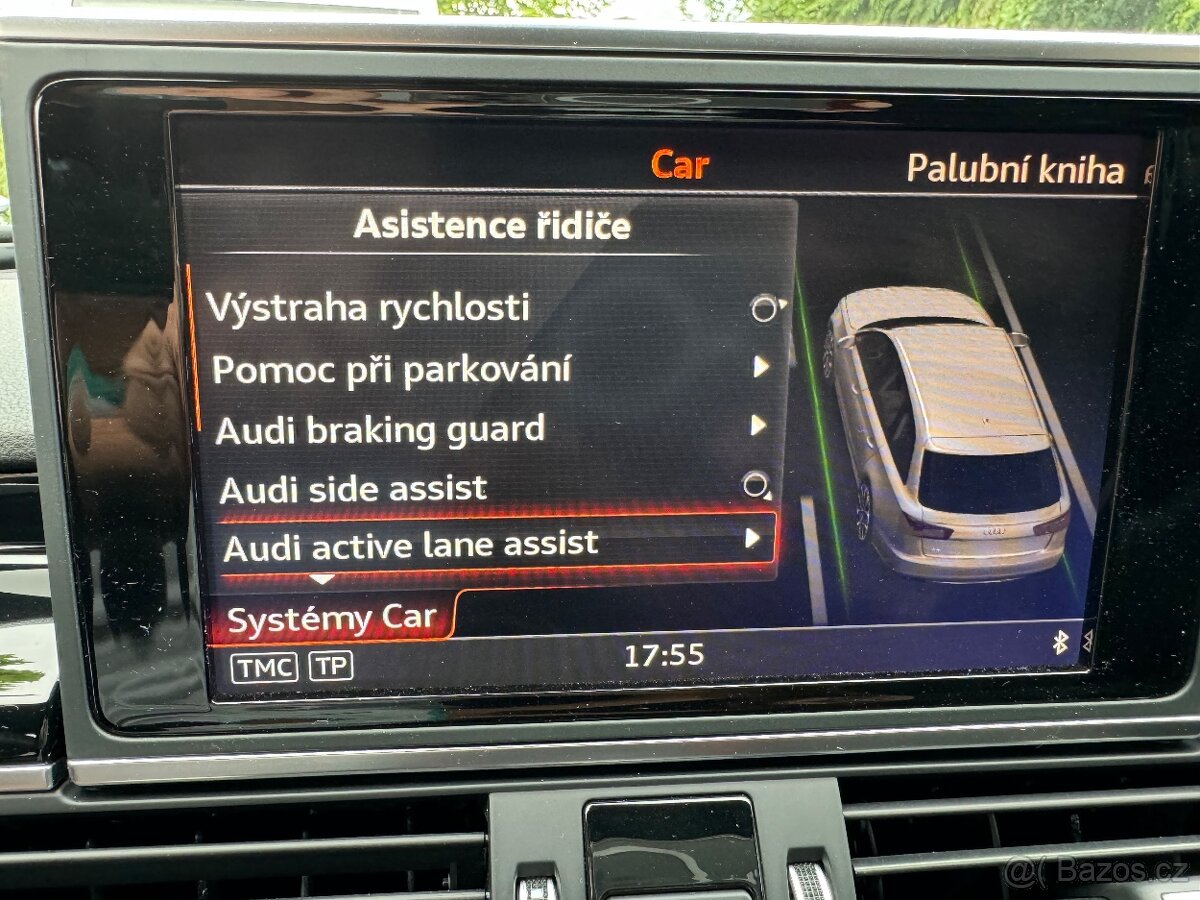 Car
Palubní kniha
Asistence řidiče
Výstraha rychlosti
Pomoc při parkování
Audi braking guard
Audi side assist
Audi active lane assist
Systémy Car
TMC TP
17:55
@( Bazos.cz